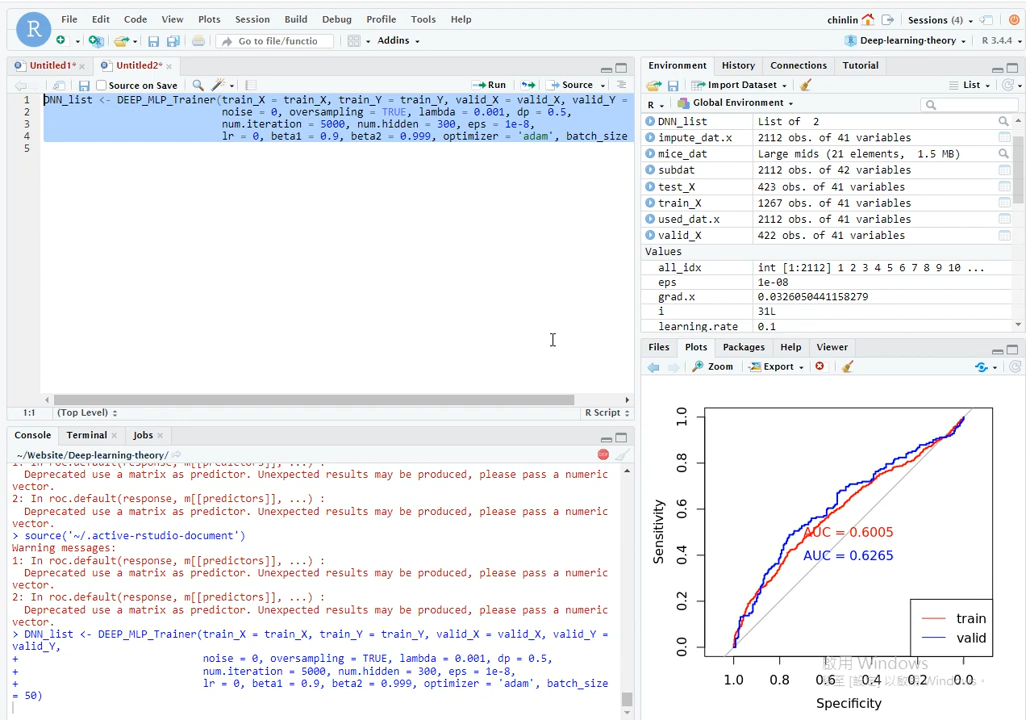 File Edit Code View Plots Session Build Debug Profile Tools Help
chinlin Sessions (4)
Go to file/functio Addins
Deep-learning-theory R 3.4.4
Untitled1* Untitled2*
Source on Save Run Source
1 DNN_list <- DEEP_MLP_Trainer(train_X = train_X, train_Y = train_Y, valid_X = valid_X, valid_Y =
2 noise = 0, oversampling = TRUE, lambda = 0.001, dp = 0.5,
3 num.iteration = 5000, num.hidden = 300, eps = 1e-8,
4 lr = 0, beta1 = 0.9, beta2 = 0.999, optimizer = 'adam', batch_size
5
1:1 (Top Level) R Script
Console Terminal Jobs
~/Website/Deep-learning-theory/
1: In roc.default(response, m[[predictors]], ...) :
Deprecated use a matrix as predictor. Unexpected results may be produced, please pass a numeric
vector.
2: In roc.default(response, m[[predictors]], ...) :
Deprecated use a matrix as predictor. Unexpected results may be produced, please pass a numeric
vector.
> source('~/.active-rstudio-document')
Warning messages:
1: In roc.default(response, m[[predictors]], ...) :
Deprecated use a matrix as predictor. Unexpected results may be produced, please pass a numeric
vector.
2: In roc.default(response, m[[predictors]], ...) :
Deprecated use a matrix as predictor. Unexpected results may be produced, please pass a numeric
vector.
> DNN_list <- DEEP_MLP_Trainer(train_X = train_X, train_Y = train_Y, valid_X = valid_X, valid_Y =
valid_Y,
+ noise = 0, oversampling = TRUE, lambda = 0.001, dp = 0.5,
+ num.iteration = 5000, num.hidden = 300, eps = 1e-8,
+ lr = 0, beta1 = 0.9, beta2 = 0.999, optimizer = 'adam', batch_size
= 50)
Environment History Connections Tutorial
Import Dataset List
R Global Environment
DNN_list List of 2
impute_dat.x 2112 obs. of 41 variables
mice_dat Large mids (21 elements, 1.5 MB)
subdat 2112 obs. of 42 variables
test_X 423 obs. of 41 variables
train_X 1267 obs. of 41 variables
used_dat.x 2112 obs. of 41 variables
valid_X 422 obs. of 41 variables
Values
all_idx int [1:2112] 1 2 3 4 5 6 7 8 9 10 ...
eps 1e-08
grad.x 0.0326050441158279
i 31L
learning.rate 0.1
Files Plots Packages Help Viewer
Zoom Export
Sensitivity
1.0
0.8
0.6
0.4
0.2
0.0
AUC = 0.6005
AUC = 0.6265
train
valid
啟用 Windows
1.0 0.8 0.6 0.4 0.2 0.0
Specificity